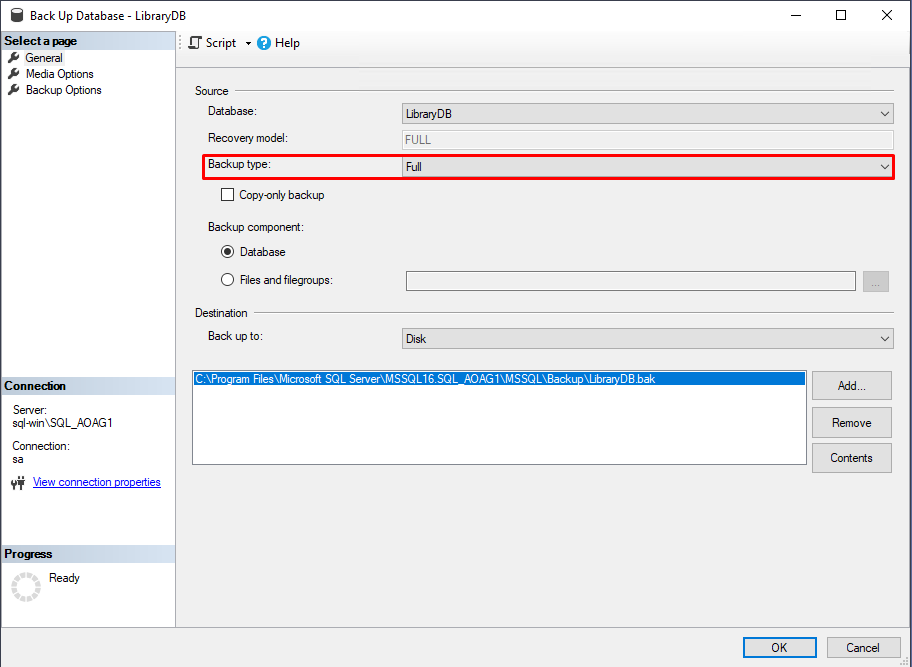 Back Up Database - LibraryDB
Select a page
General
Media Options
Backup Options
Script
Help
Source
Database:
LibraryDB
Recovery model:
FULL
Backup type:
Full
Copy-only backup
Backup component:
Database
Files and filegroups:
...
Destination
Back up to:
Disk
C:\Program Files\Microsoft SQL Server\MSSQL16.SQL_AOAG1\MSSQL\Backup\LibraryDB.bak
Add...
Remove
Contents
Connection
Server:
sql-win\SQL_AOAG1
Connection:
sa
View connection properties
Progress
Ready
OK
Cancel